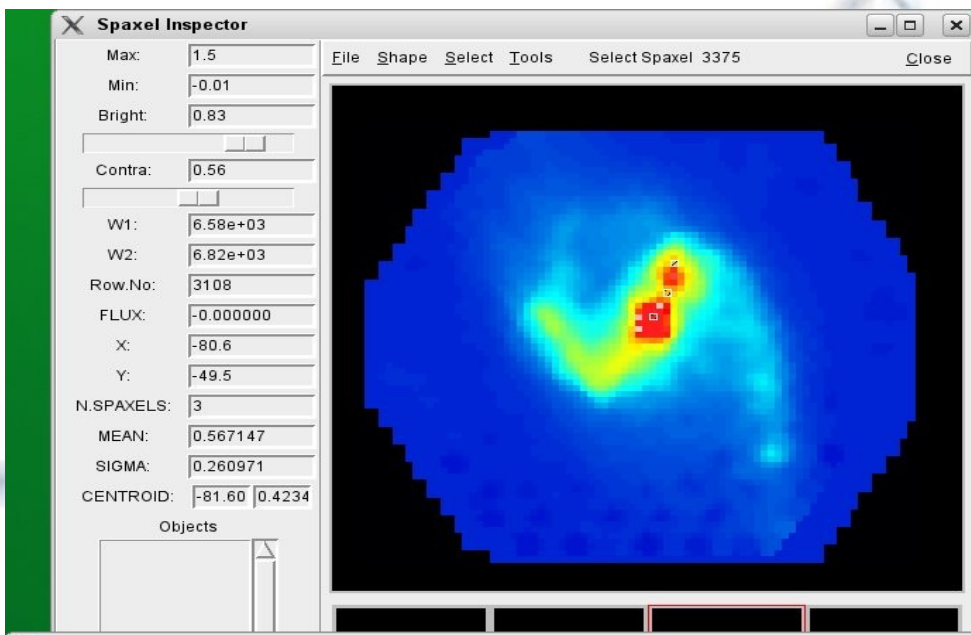 Spaxel Inspector
Max: 1.5
Min: -0.01
Bright: 0.83
Contra: 0.56
W1: 6.58e+03
W2: 6.82e+03
Row.No: 3108
FLUX: -0.000000
X: -80.6
Y: -49.5
N.SPAXELS: 3
MEAN: 0.567147
SIGMA: 0.260971
CENTROID: -81.60 0.4234
Objects
File Shape Select Tools Select Spaxel 3375 Close